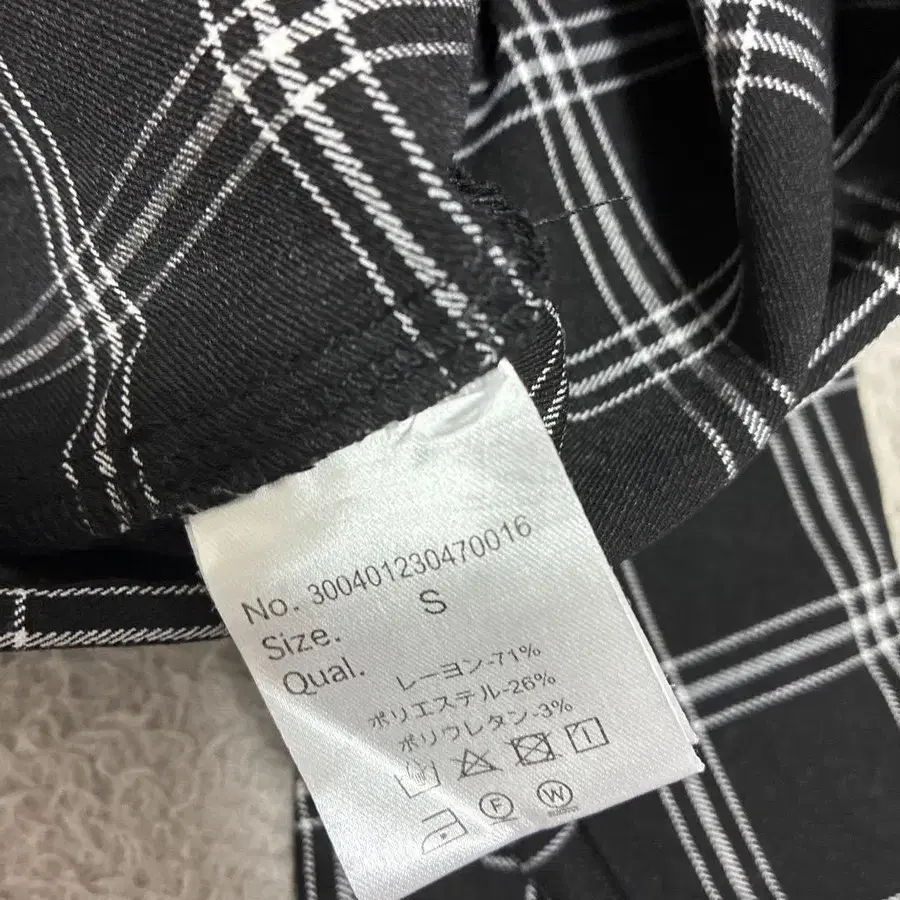 No. 300401230470016
Size. S
Qual. レーヨン-71%
ポリエステル-26%
ポリウレタン-3%
F W